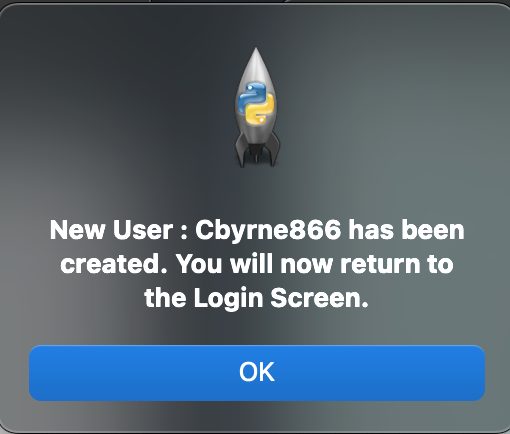 New User : Cbyrne866 has been
created. You will now return to
the Login Screen.
OK